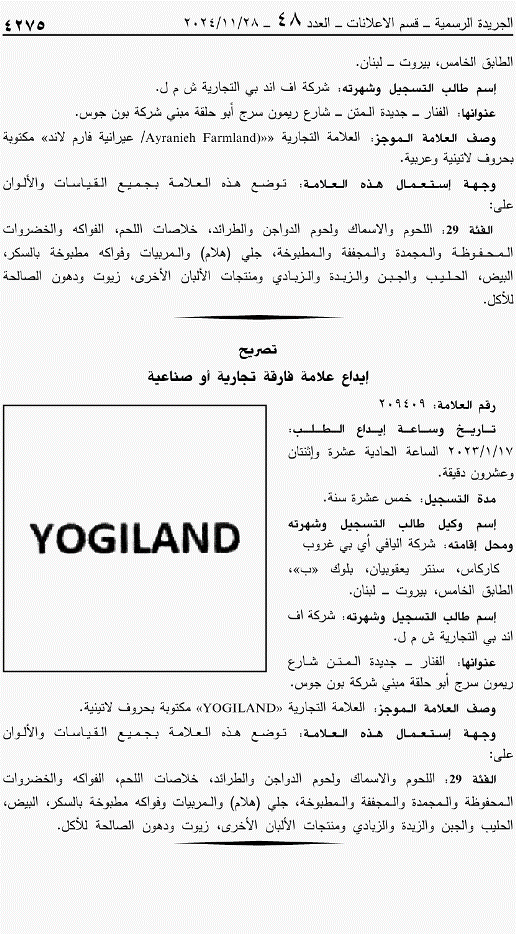 الجريدة الرسمية ــ قسم الاعلانات ــ العدد ٤٨ ــ ٢٠٢٤/١١/٢٨
٤٢٧٥
الطابق الخامس، بيروت ــ لبنان.
إسم طالب التسجيل وشهرته: شركة اف اند بي التجارية ش م ل.
عنوانها: الفنار ــ جديدة المتن ــ شارع ريمون سرج أبو حلقة مبني شركة بون جوس.
وصف العلامة الموجز: العلامة التجارية ««(Ayranieh Farmland/ عيرانية فارم لاند» مكتوبة
بحروف لاتينية وعربية.
وجهة إستعمال هذه العلامة: توضع هذه العلامة بجميع القياسات والألوان
على:
الفئة 29: اللحوم والاسماك ولحوم الدواجن والطرائد، خلاصات اللحم، الفواكه والخضروات
المحفوظة والمجمدة والمجففة والمطبوخة، جلي (هلام) والمربيات وفواكه مطبوخة بالسكر،
البيض، الحليب والجبن والزبدة والزبادي ومنتجات الألبان الأخرى، زيوت ودهون الصالحة
للأكل.
تصريح
إيداع علامة فارقة تجارية أو صناعية
رقم العلامة: ٢٠٩٤٠٩
تاريخ وساعة إيداع الطلب:
٢٠٢٣/١/١٧ الساعة الحادية عشرة وإثنتان
وعشرون دقيقة.
مدة التسجيل: خمس عشرة سنة.
إسم وكيل طالب التسجيل وشهرته
ومحل إقامته: شركة اليافي أي بي غروب
كاركاس، سنتر يعقوبيان، بلوك «ب»،
الطابق الخامس، بيروت ــ لبنان.
إسم طالب التسجيل وشهرته: شركة اف
اند بي التجارية ش م ل.
عنوانها: الفنار ــ جديدة المتن شارع
ريمون سرج أبو حلقة مبني شركة بون جوس.
YOGILAND
وصف العلامة الموجز: العلامة التجارية «YOGILAND» مكتوبة بحروف لاتينية.
وجهة إستعمال هذه العلامة: توضع هذه العلامة بجميع القياسات والألوان
على:
الفئة 29: اللحوم والاسماك ولحوم الدواجن والطرائد، خلاصات اللحم، الفواكه والخضروات
المحفوظة والمجمدة والمجففة والمطبوخة، جلي (هلام) والمربيات وفواكه مطبوخة بالسكر، البيض،
الحليب والجبن والزبدة والزبادي ومنتجات الألبان الأخرى، زيوت ودهون الصالحة للأكل.